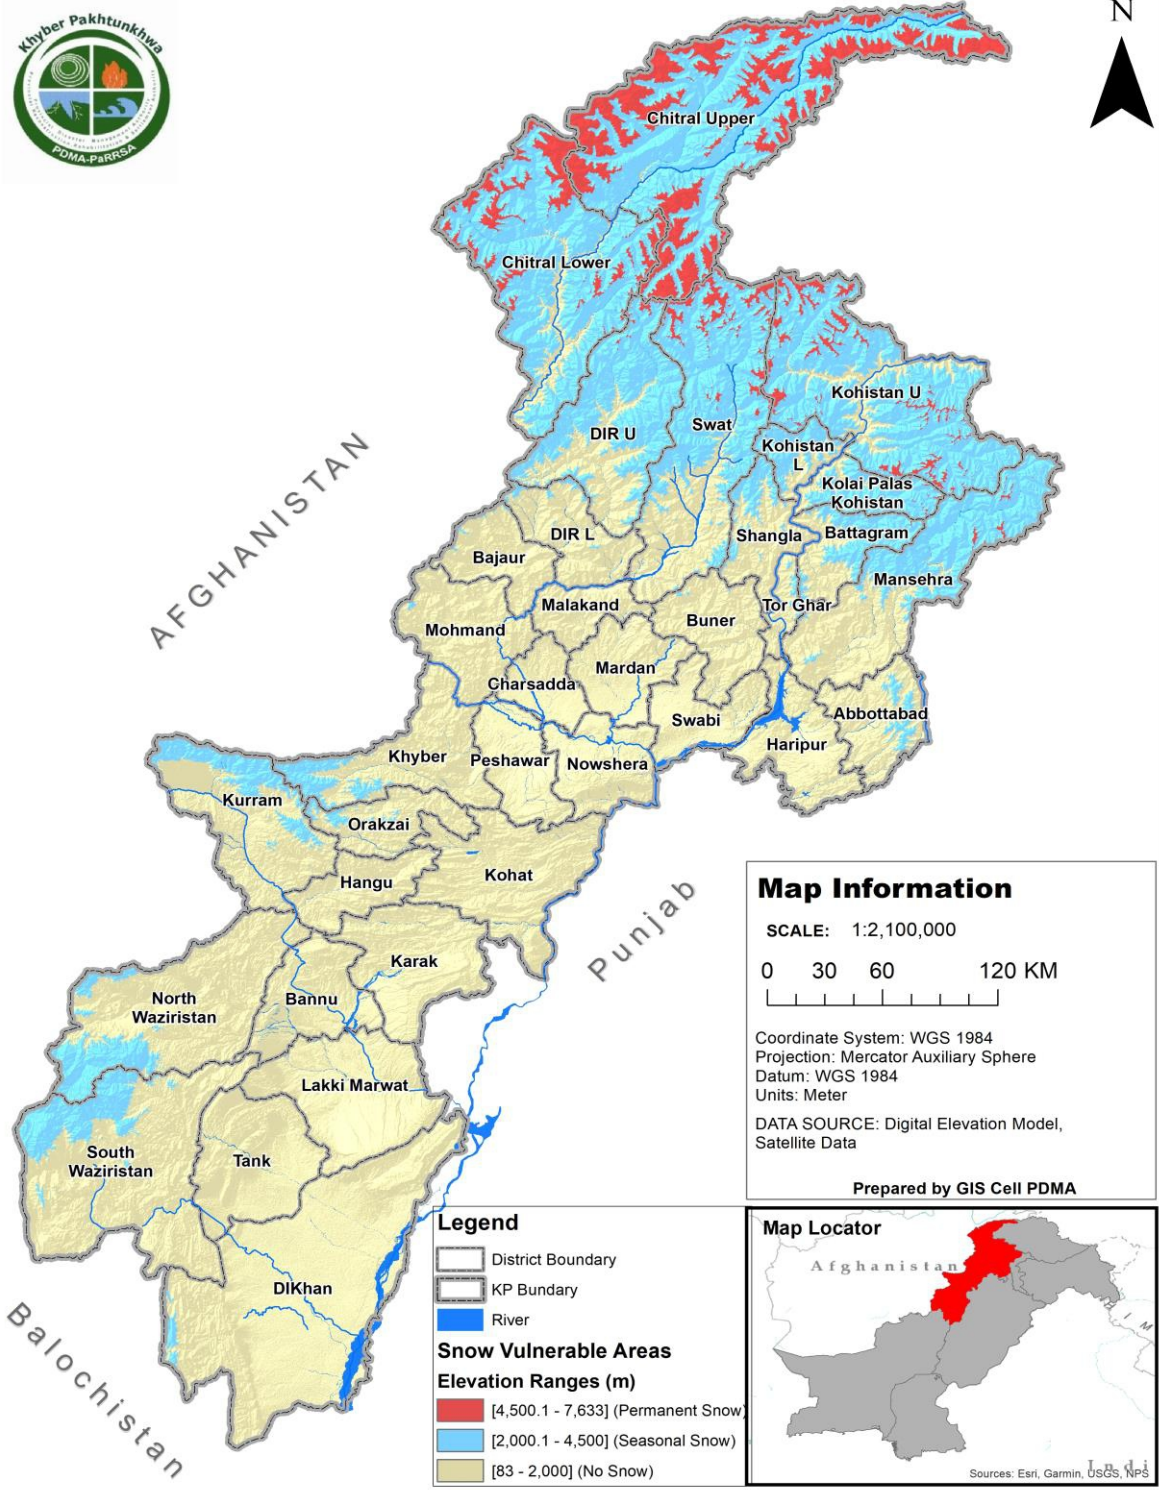 Khyber Pakhtunkhwa
PDMA-PaRRSA
N
Chitral Upper
Chitral Lower
Kohistan U
DIR U
Swat
Kohistan
L
Kolai Palas
Kohistan
DIR L
Shangla
Battagram
Bajaur
Mansehra
Malakand
Tor Ghar
Buner
Mohmand
Mardan
Charsadda
Swabi
Abbottabad
Haripur
Khyber
Peshawar
Nowshera
Kurram
Orakzai
Hangu
Kohat
Karak
North
Waziristan
Bannu
Lakki Marwat
South
Waziristan
Tank
DIKhan
AFGHANISTAN
Punjab
Balochistan
Map Information
SCALE: 1:2,100,000
0 30 60 120 KM
Coordinate System: WGS 1984
Projection: Mercator Auxiliary Sphere
Datum: WGS 1984
Units: Meter
DATA SOURCE: Digital Elevation Model,
Satellite Data
Prepared by GIS Cell PDMA
Legend
District Boundary
KP Bundary
River
Snow Vulnerable Areas
Elevation Ranges (m)
[4,500.1 - 7,633] (Permanent Snow)
[2,000.1 - 4,500] (Seasonal Snow)
[83 - 2,000] (No Snow)
Map Locator
Afghanistan
H I M
Indi
Sources: Esri, Garmin, USGS, NPS